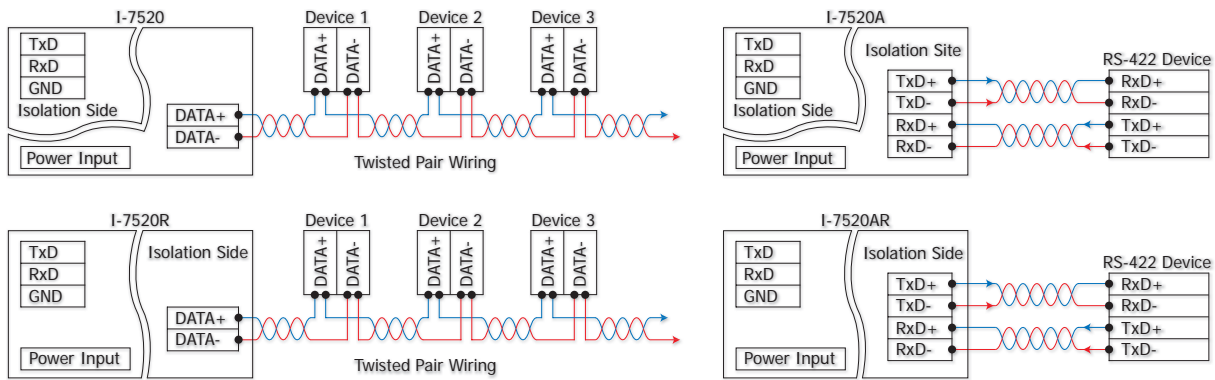 I-7520
TxD
RxD
GND
Isolation Side
Power Input
DATA+
DATA-
Device 1
DATA+
DATA-
Device 2
DATA+
DATA-
Device 3
DATA+
DATA-
Twisted Pair Wiring
I-7520A
TxD
RxD
GND
Isolation Side
Power Input
Isolation Site
TxD+
TxD-
RxD+
RxD-
RS-422 Device
RxD+
RxD-
TxD+
TxD-
I-7520R
TxD
RxD
GND
Isolation Side
Power Input
DATA+
DATA-
Device 1
DATA+
DATA-
Device 2
DATA+
DATA-
Device 3
DATA+
DATA-
Twisted Pair Wiring
I-7520AR
TxD
RxD
GND
Power Input
Isolation Side
TxD+
TxD-
RxD+
RxD-
RS-422 Device
RxD+
RxD-
TxD+
TxD-